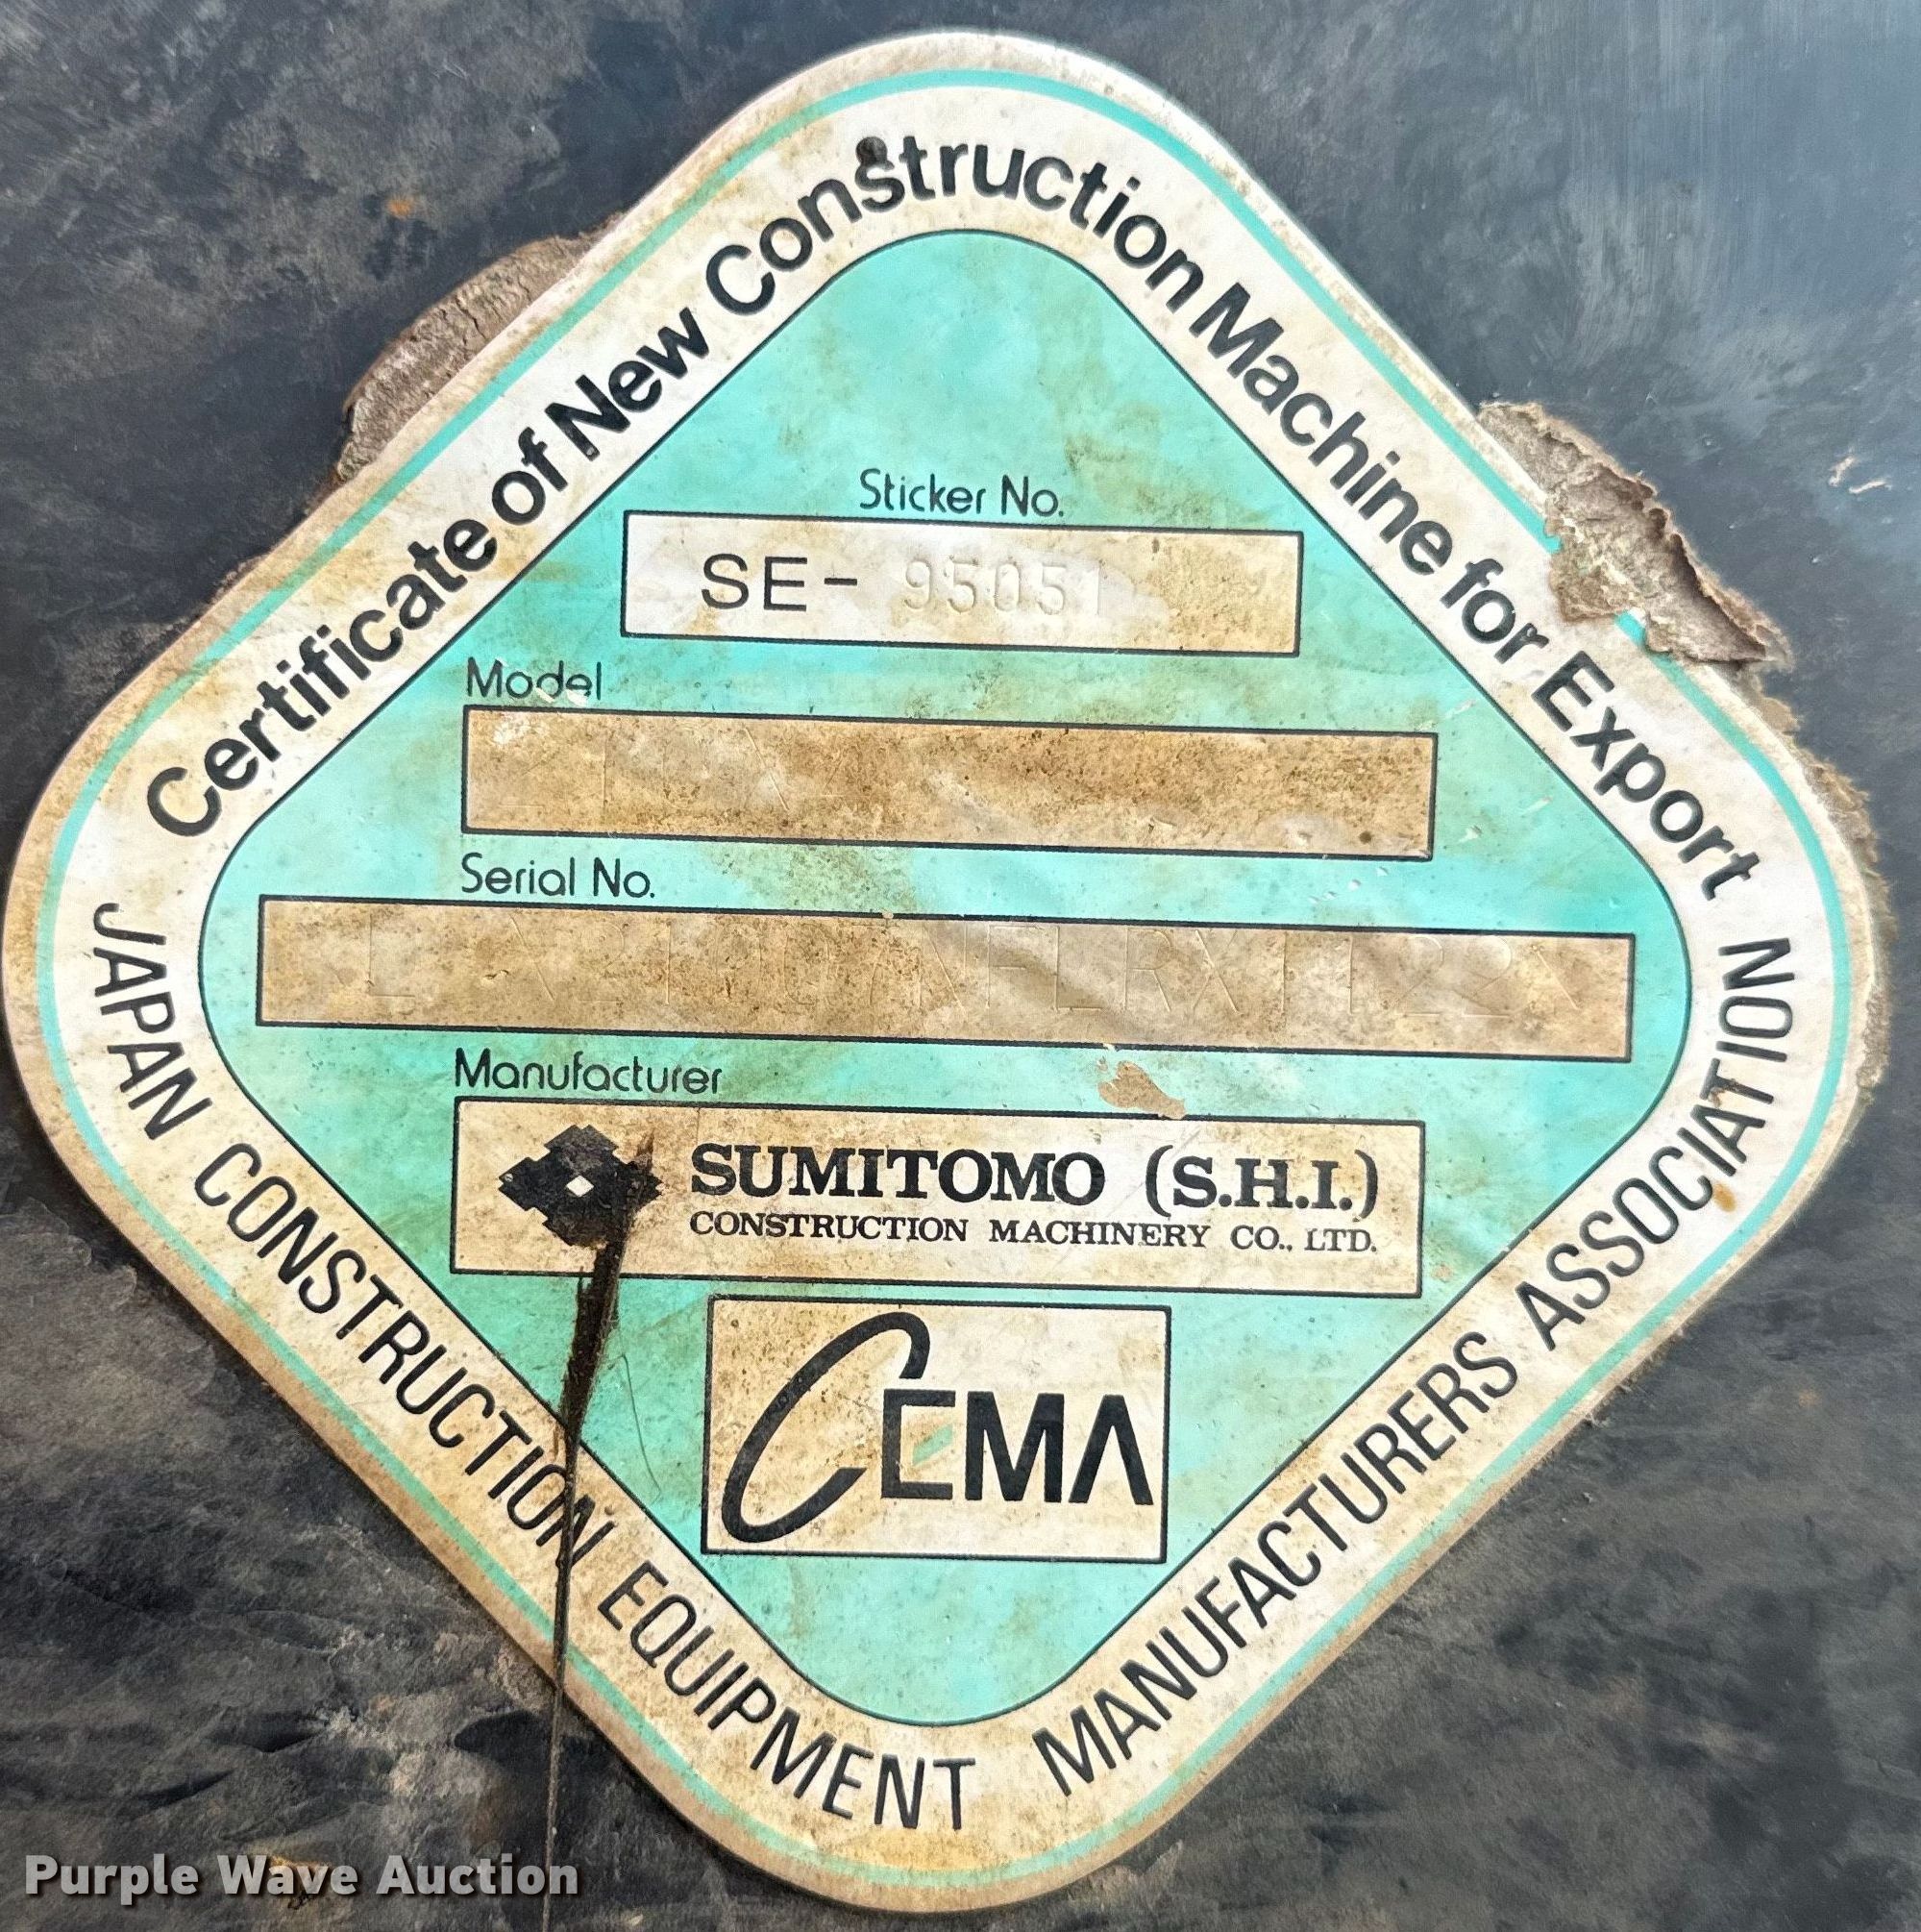 Certificate of New Construction Machine for Export
Sticker No.
SE- 95051
Model
Serial No.
Manufacturer
SUMITOMO (S.H.I.)
CONSTRUCTION MACHINERY CO., LTD.
CEMA
JAPAN CONSTRUCTION EQUIPMENT MANUFACTURERS ASSOCIATION
Purple Wave Auction